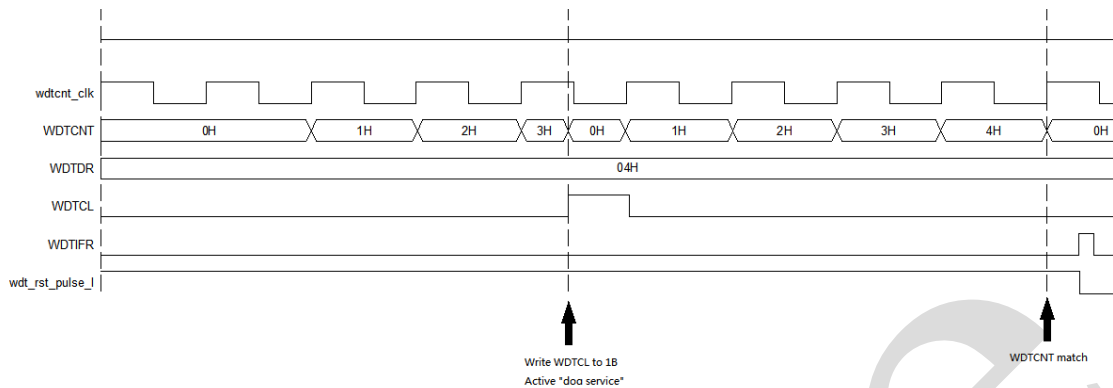 wdtcnt_clk
WDTCNT 0H 1H 2H 3H 0H 1H 2H 3H 4H 0H
WDTDR 04H
WDTCL
WDTIFR
wdt_rst_pulse_l
Write WDTCL to 1B
Active "dog service"
WDTCNT match